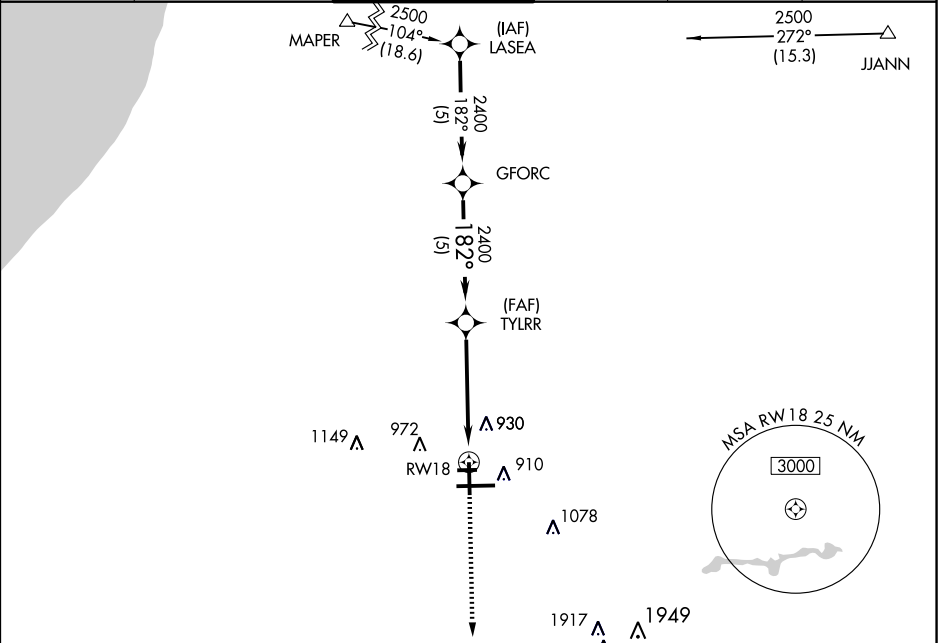 2500
104°
(18.6)
MAPER
(IAF)
LASEA
2500
272°
(15.3)
JJANN
2400
182°
(5)
GFORC
2400
182°
(5)
(FAF)
TYLRR
930
1149
972
RW18
910
1078
1917
1949
MSA RW18 25 NM
3000